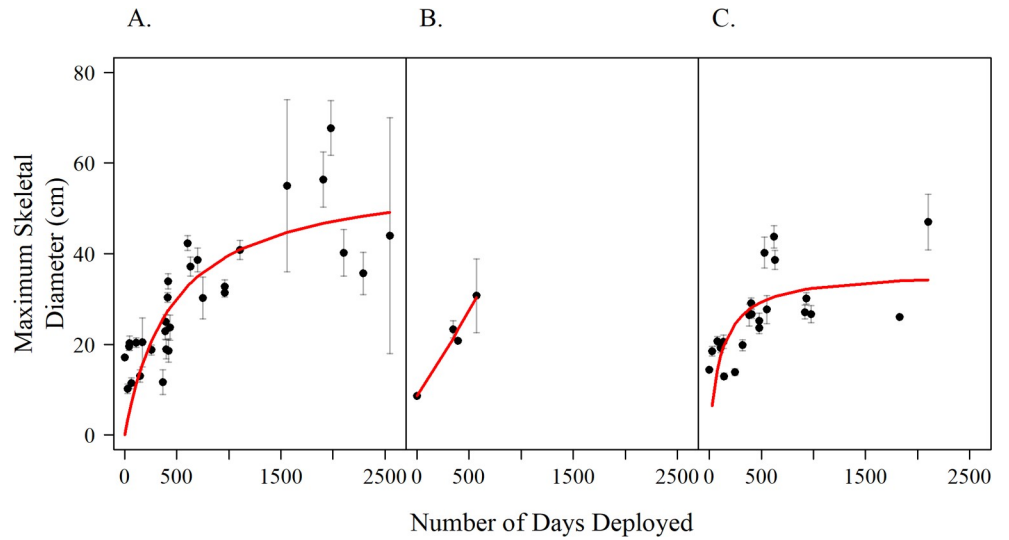 A. B. C.
Maximum Skeletal
Diameter (cm)
80
60
40
20
0
0 500 1500 2500 0 500 1500 2500 0 500 1500 2500
Number of Days Deployed